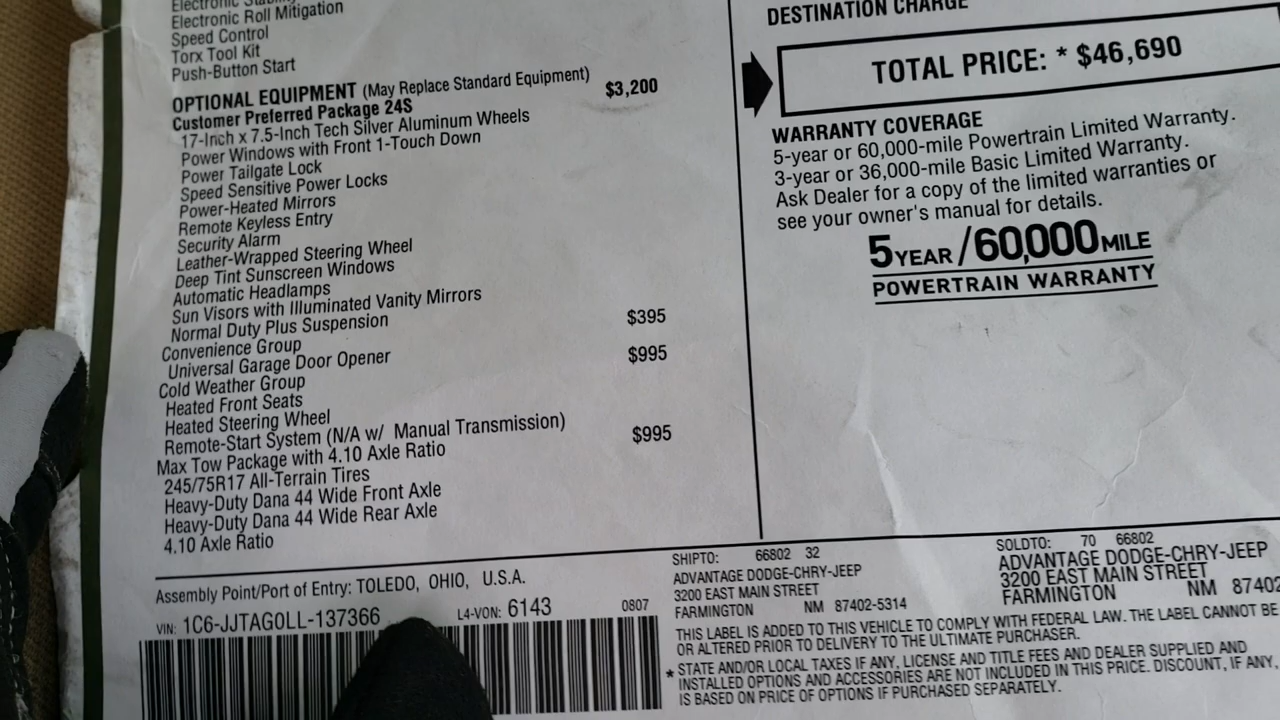 Electronic Stability
Electronic Roll Mitigation
Speed Control
Torx Tool Kit
Push-Button Start
OPTIONAL EQUIPMENT (May Replace Standard Equipment)
Customer Preferred Package 24S $3,200
17-Inch x 7.5-Inch Tech Silver Aluminum Wheels
Power Windows with Front 1-Touch Down
Power Tailgate Lock
Speed Sensitive Power Locks
Power-Heated Mirrors
Remote Keyless Entry
Security Alarm
Leather-Wrapped Steering Wheel
Deep Tint Sunscreen Windows
Automatic Headlamps
Sun Visors with Illuminated Vanity Mirrors
Normal Duty Plus Suspension
Convenience Group $395
Universal Garage Door Opener
Cold Weather Group $995
Heated Front Seats
Heated Steering Wheel
Remote-Start System (N/A w/ Manual Transmission)
Max Tow Package with 4.10 Axle Ratio $995
245/75R17 All-Terrain Tires
Heavy-Duty Dana 44 Wide Front Axle
Heavy-Duty Dana 44 Wide Rear Axle
4.10 Axle Ratio
DESTINATION CHARGE
TOTAL PRICE: * $46,690
WARRANTY COVERAGE
5-year or 60,000-mile Powertrain Limited Warranty.
3-year or 36,000-mile Basic Limited Warranty.
Ask Dealer for a copy of the limited warranties or
see your owner's manual for details.
5 YEAR / 60,000 MILE
POWERTRAIN WARRANTY
Assembly Point/Port of Entry: TOLEDO, OHIO, U.S.A.
VIN: 1C6-JJTAG0LL-137366 L4-VON: 6143 0807
SHIPTO: 66802 32
ADVANTAGE DODGE-CHRY-JEEP
3200 EAST MAIN STREET
FARMINGTON NM 87402-5314
SOLDTO: 70 66802
ADVANTAGE DODGE-CHRY-JEEP
3200 EAST MAIN STREET
FARMINGTON NM 87402
THIS LABEL IS ADDED TO THIS VEHICLE TO COMPLY WITH FEDERAL LAW. THE LABEL CANNOT BE
OR ALTERED PRIOR TO DELIVERY TO THE ULTIMATE PURCHASER.
* STATE AND/OR LOCAL TAXES IF ANY, LICENSE AND TITLE FEES AND DEALER SUPPLIED AND
INSTALLED OPTIONS AND ACCESSORIES ARE NOT INCLUDED IN THIS PRICE. DISCOUNT, IF ANY,
IS BASED ON PRICE OF OPTIONS IF PURCHASED SEPARATELY.